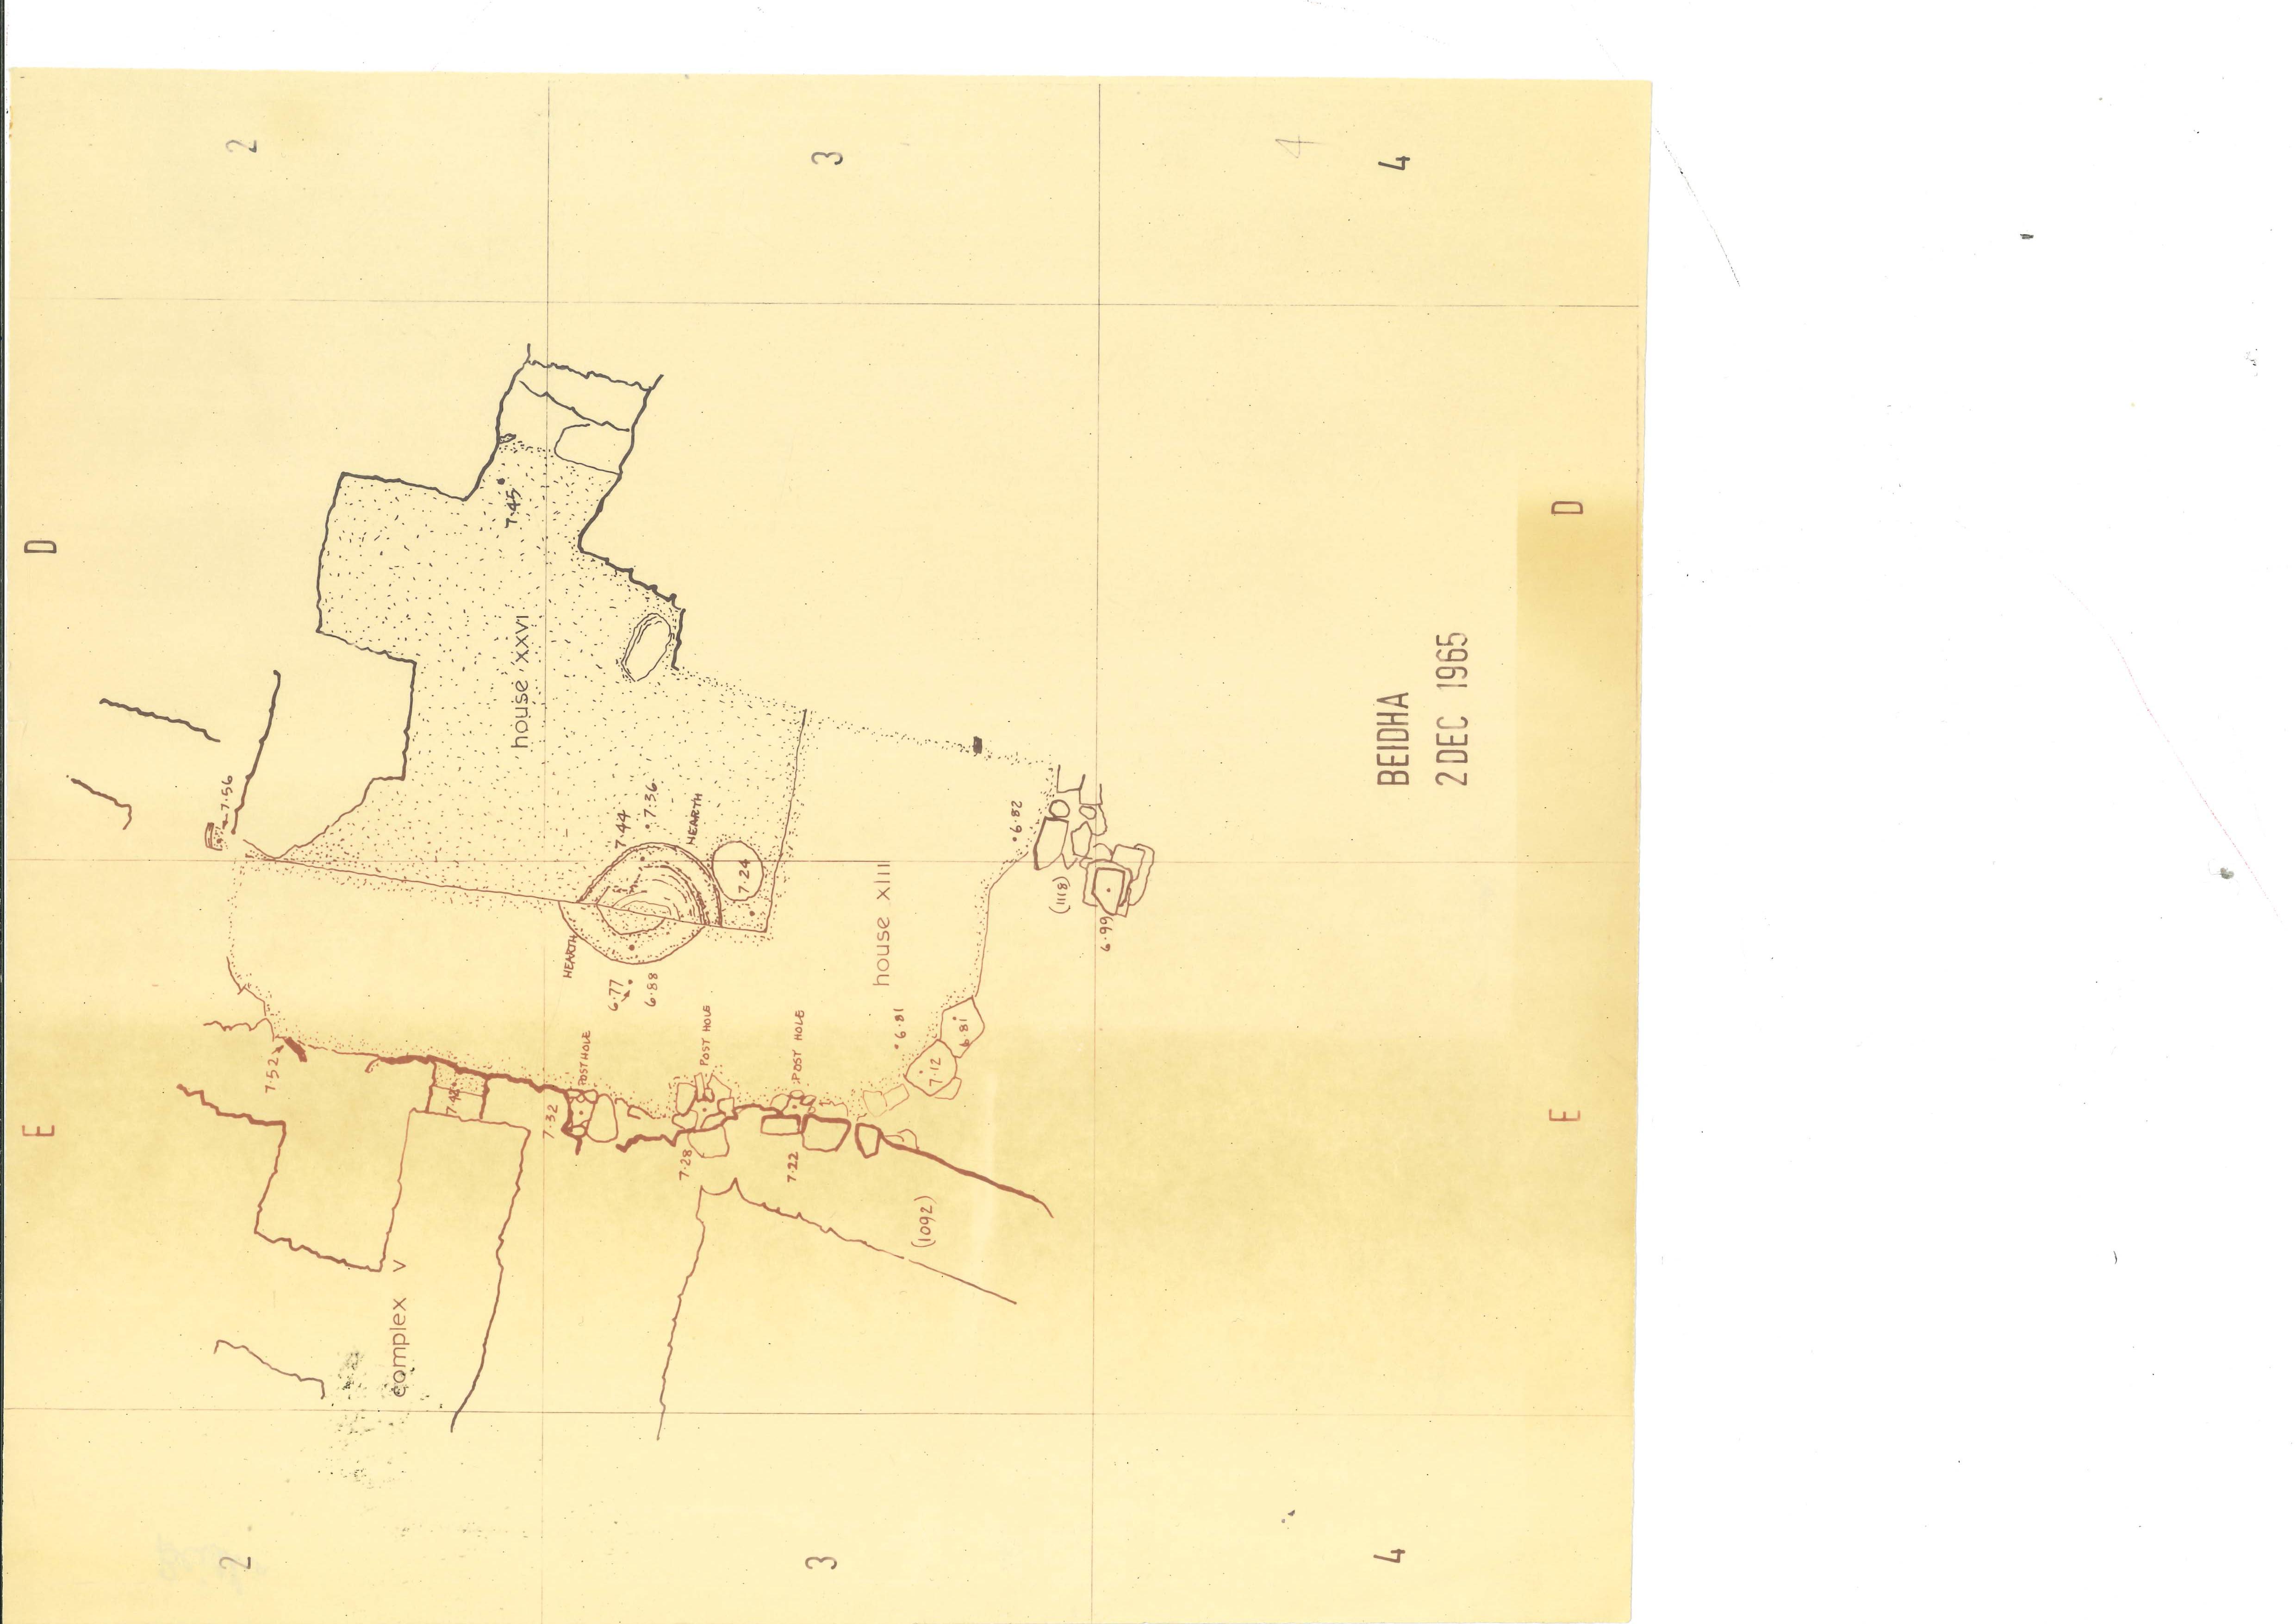 E
D
2
2
complex V
7.52
7.56
7.32
POST HOLE
house XXVI
7.45
HEARTH
6.77
6.88
7.44
7.36
HEARTH
7.24
3
3
7.28
POST HOLE
7.22
POST HOLE
house XIII
6.81
(1092)
7.12
6.81
6.82
(1118)
6.99
4
4
4
BEIDHA
2 DEC 1965
E
D